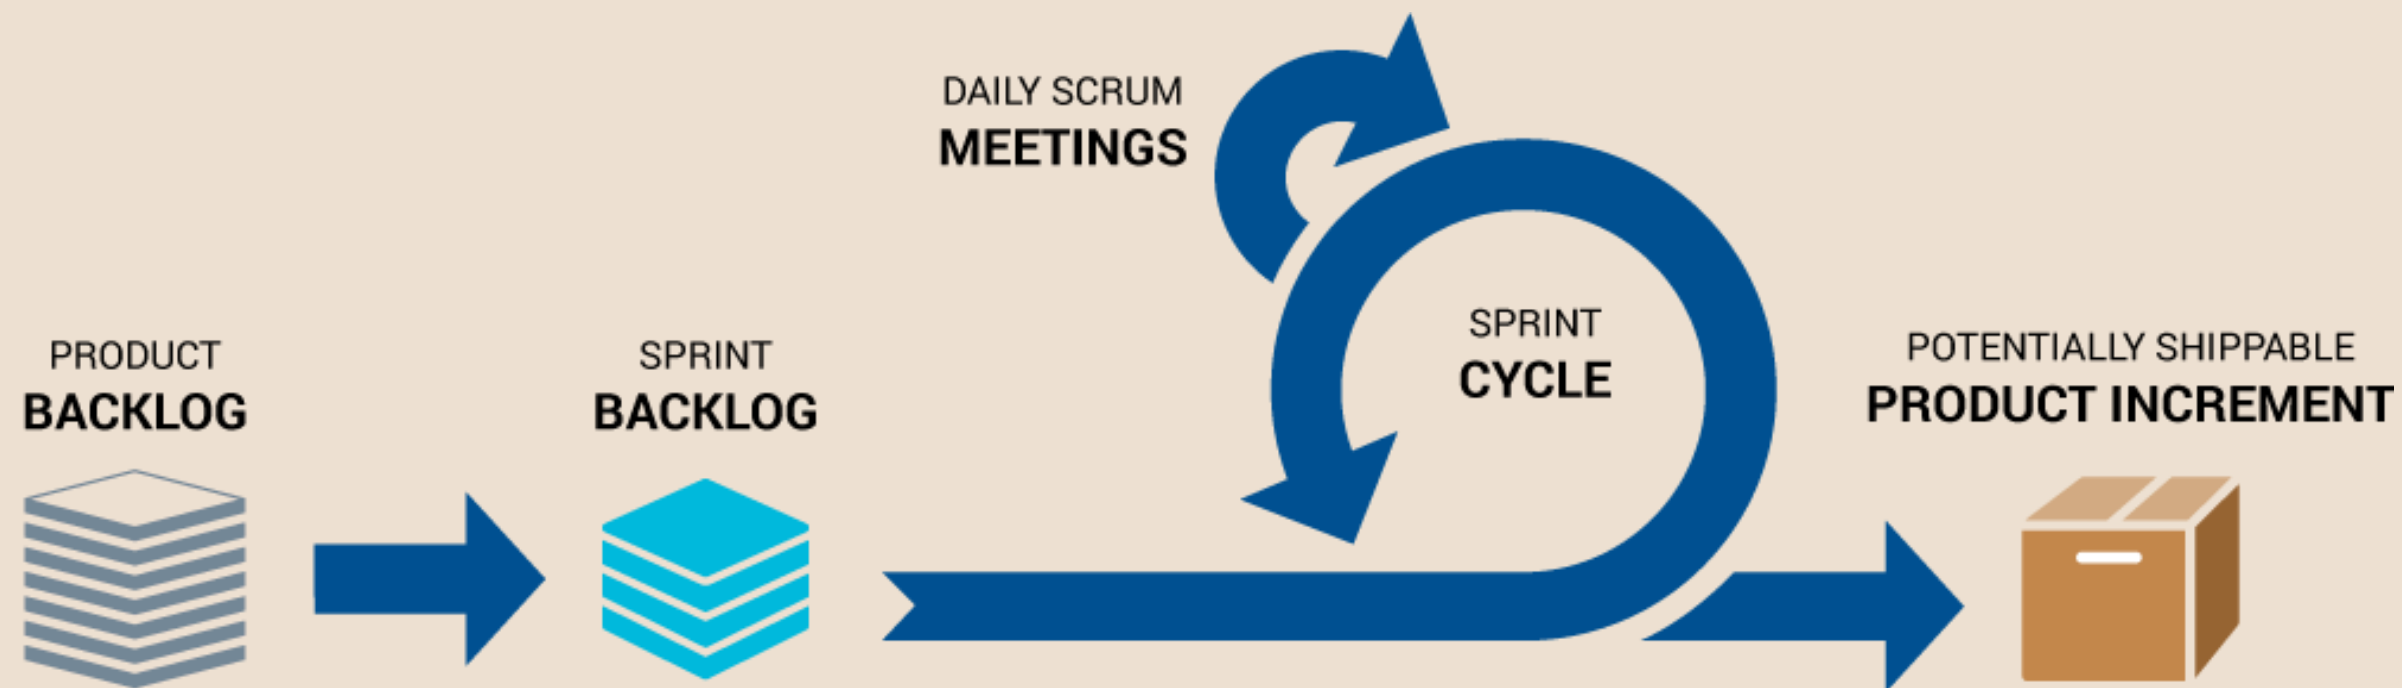 PRODUCT
BACKLOG
SPRINT
BACKLOG
DAILY SCRUM
MEETINGS
SPRINT
CYCLE
POTENTIALLY SHIPPABLE
PRODUCT INCREMENT